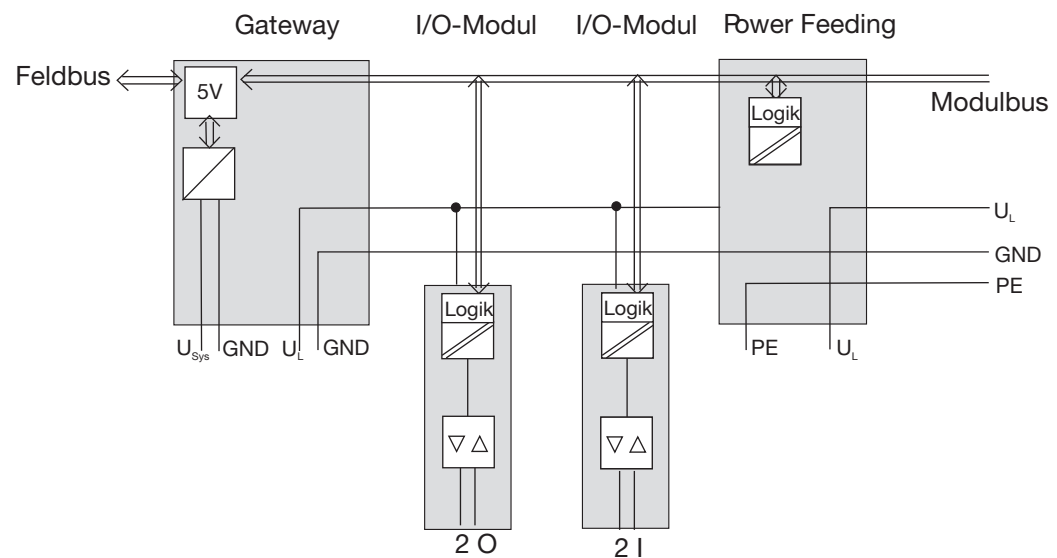 Gateway
I/O-Modul
I/O-Modul
Power Feeding
Feldbus
5V
Modulbus
Logik
U_L
GND
PE
Logik
Logik
U_Sys
GND
U_L
GND
PE
U_L
2 O
2 I